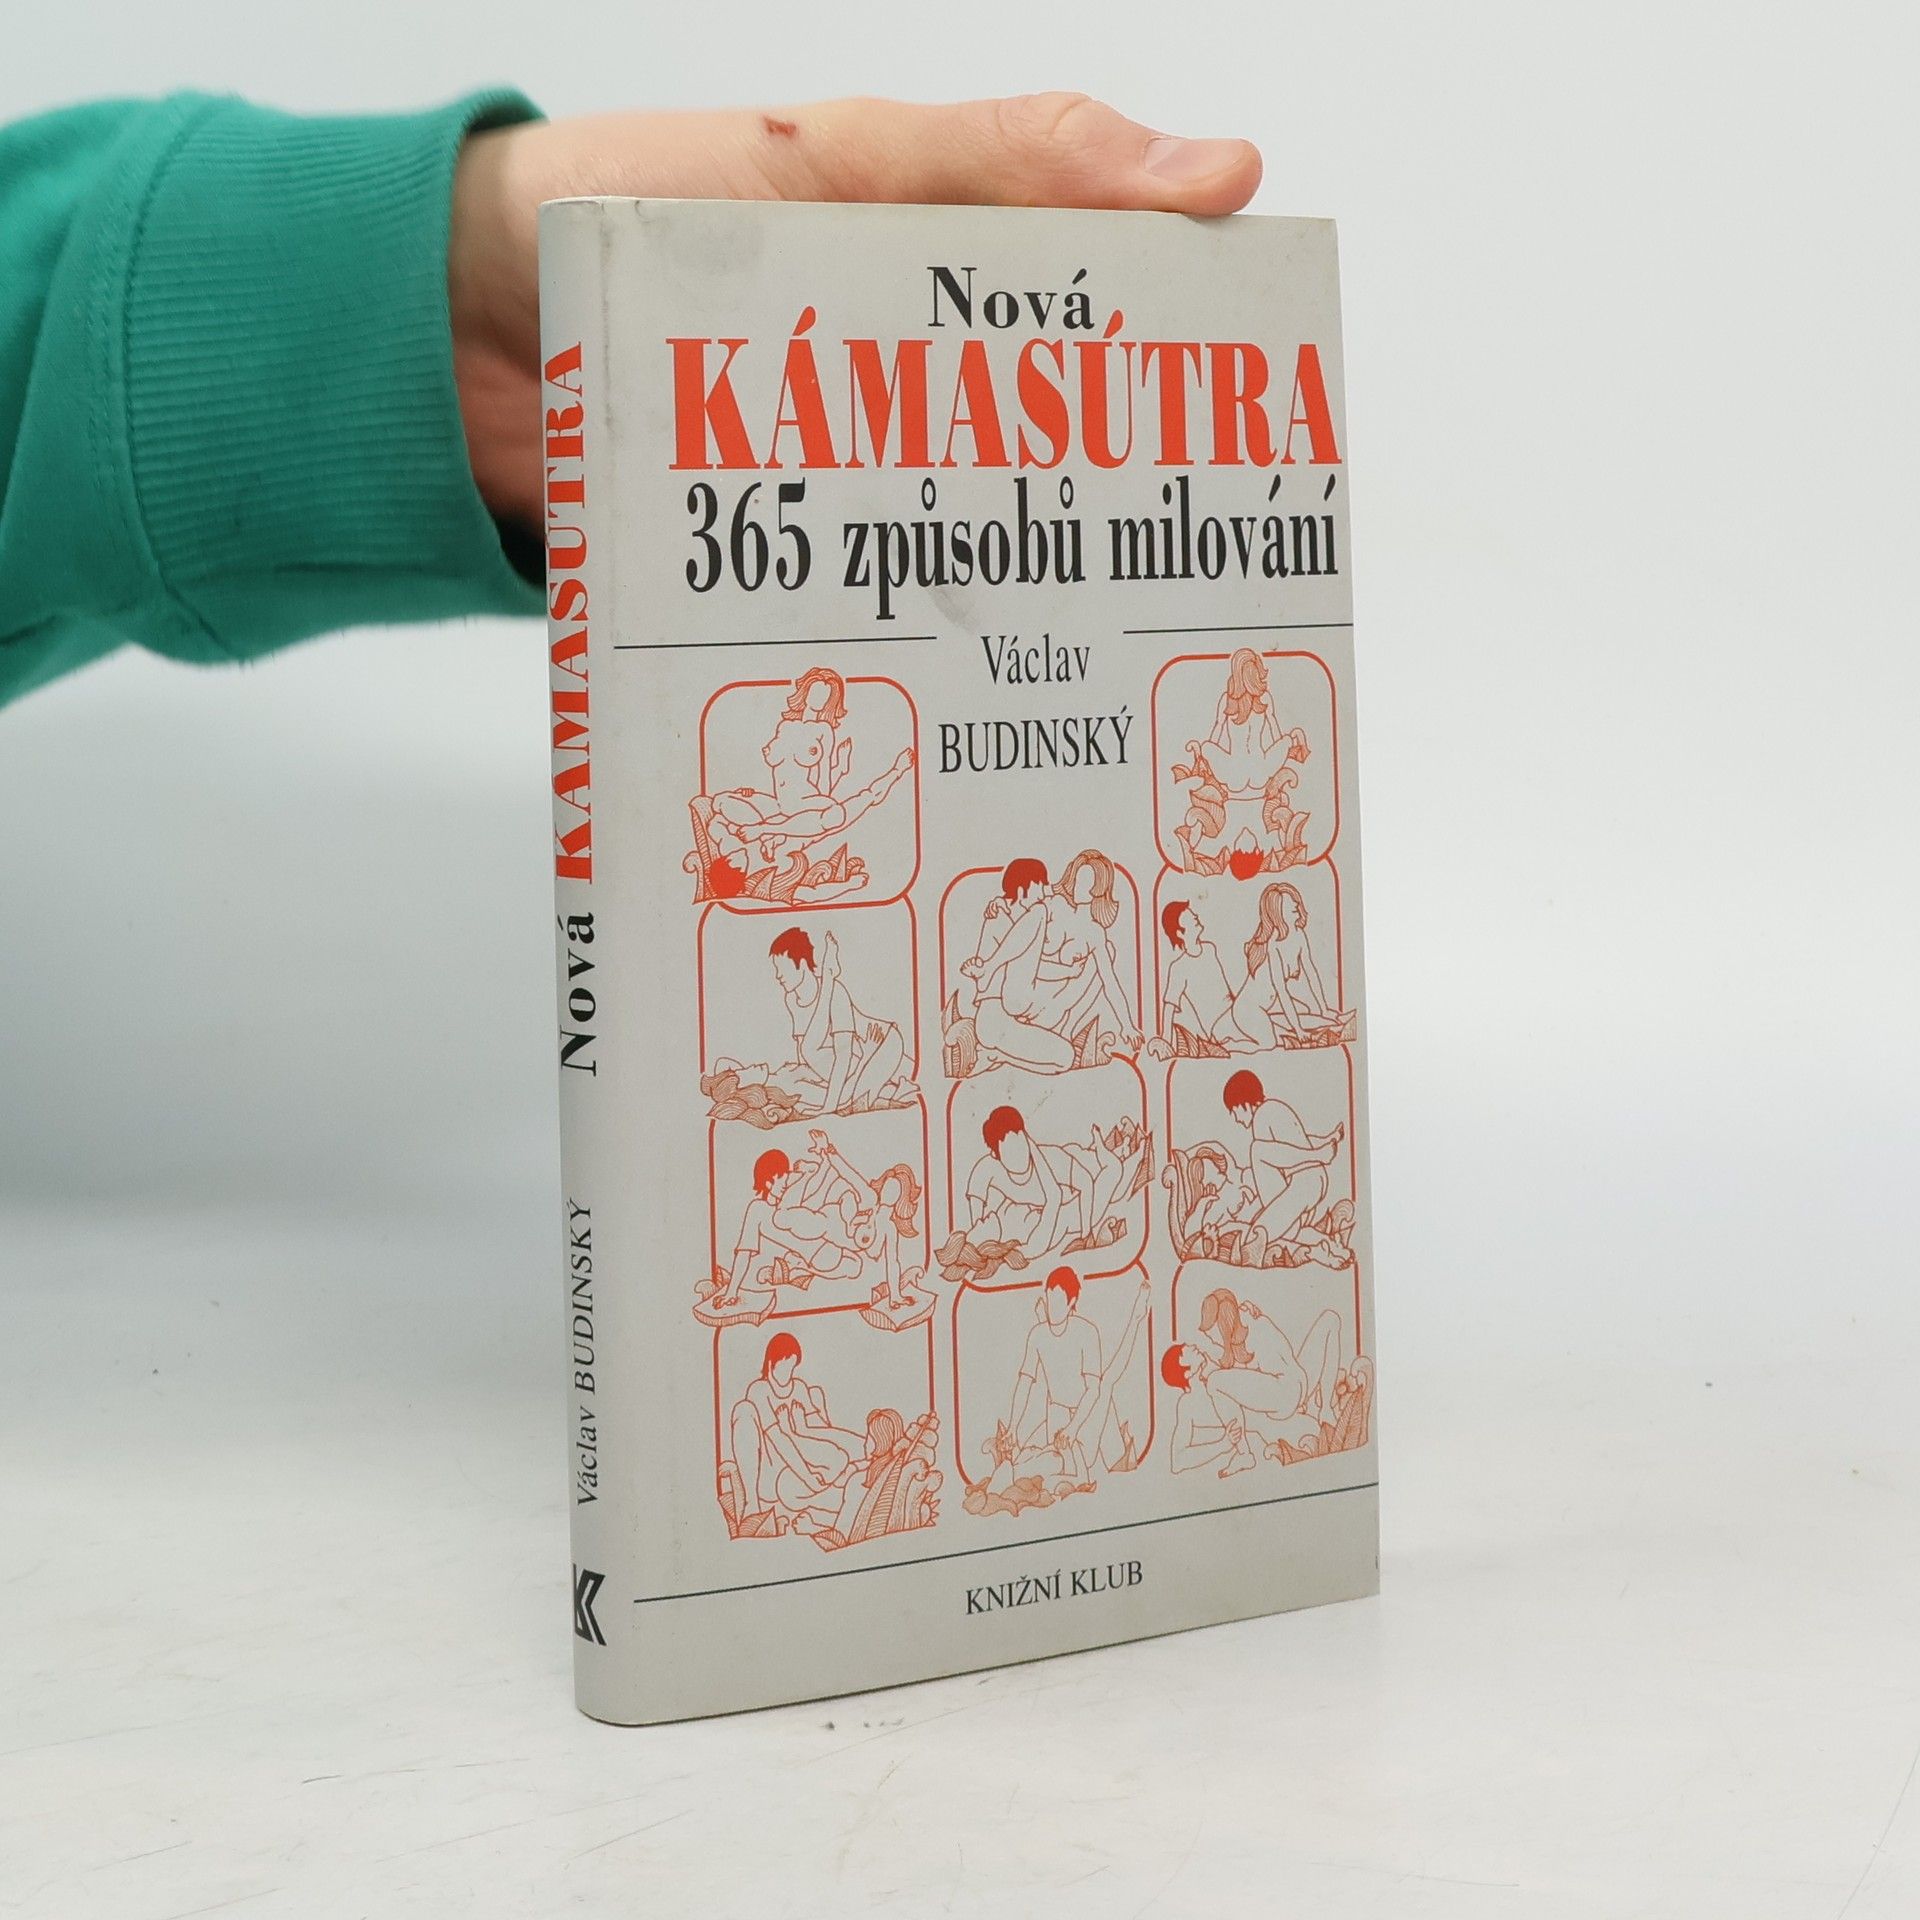 Nová
KÁMASÚTRA
365 způsobů milování
Václav
BUDINSKÝ
KNIŽNÍ KLUB
Václav BUDINSKÝ Nová KÁMASÚTRA